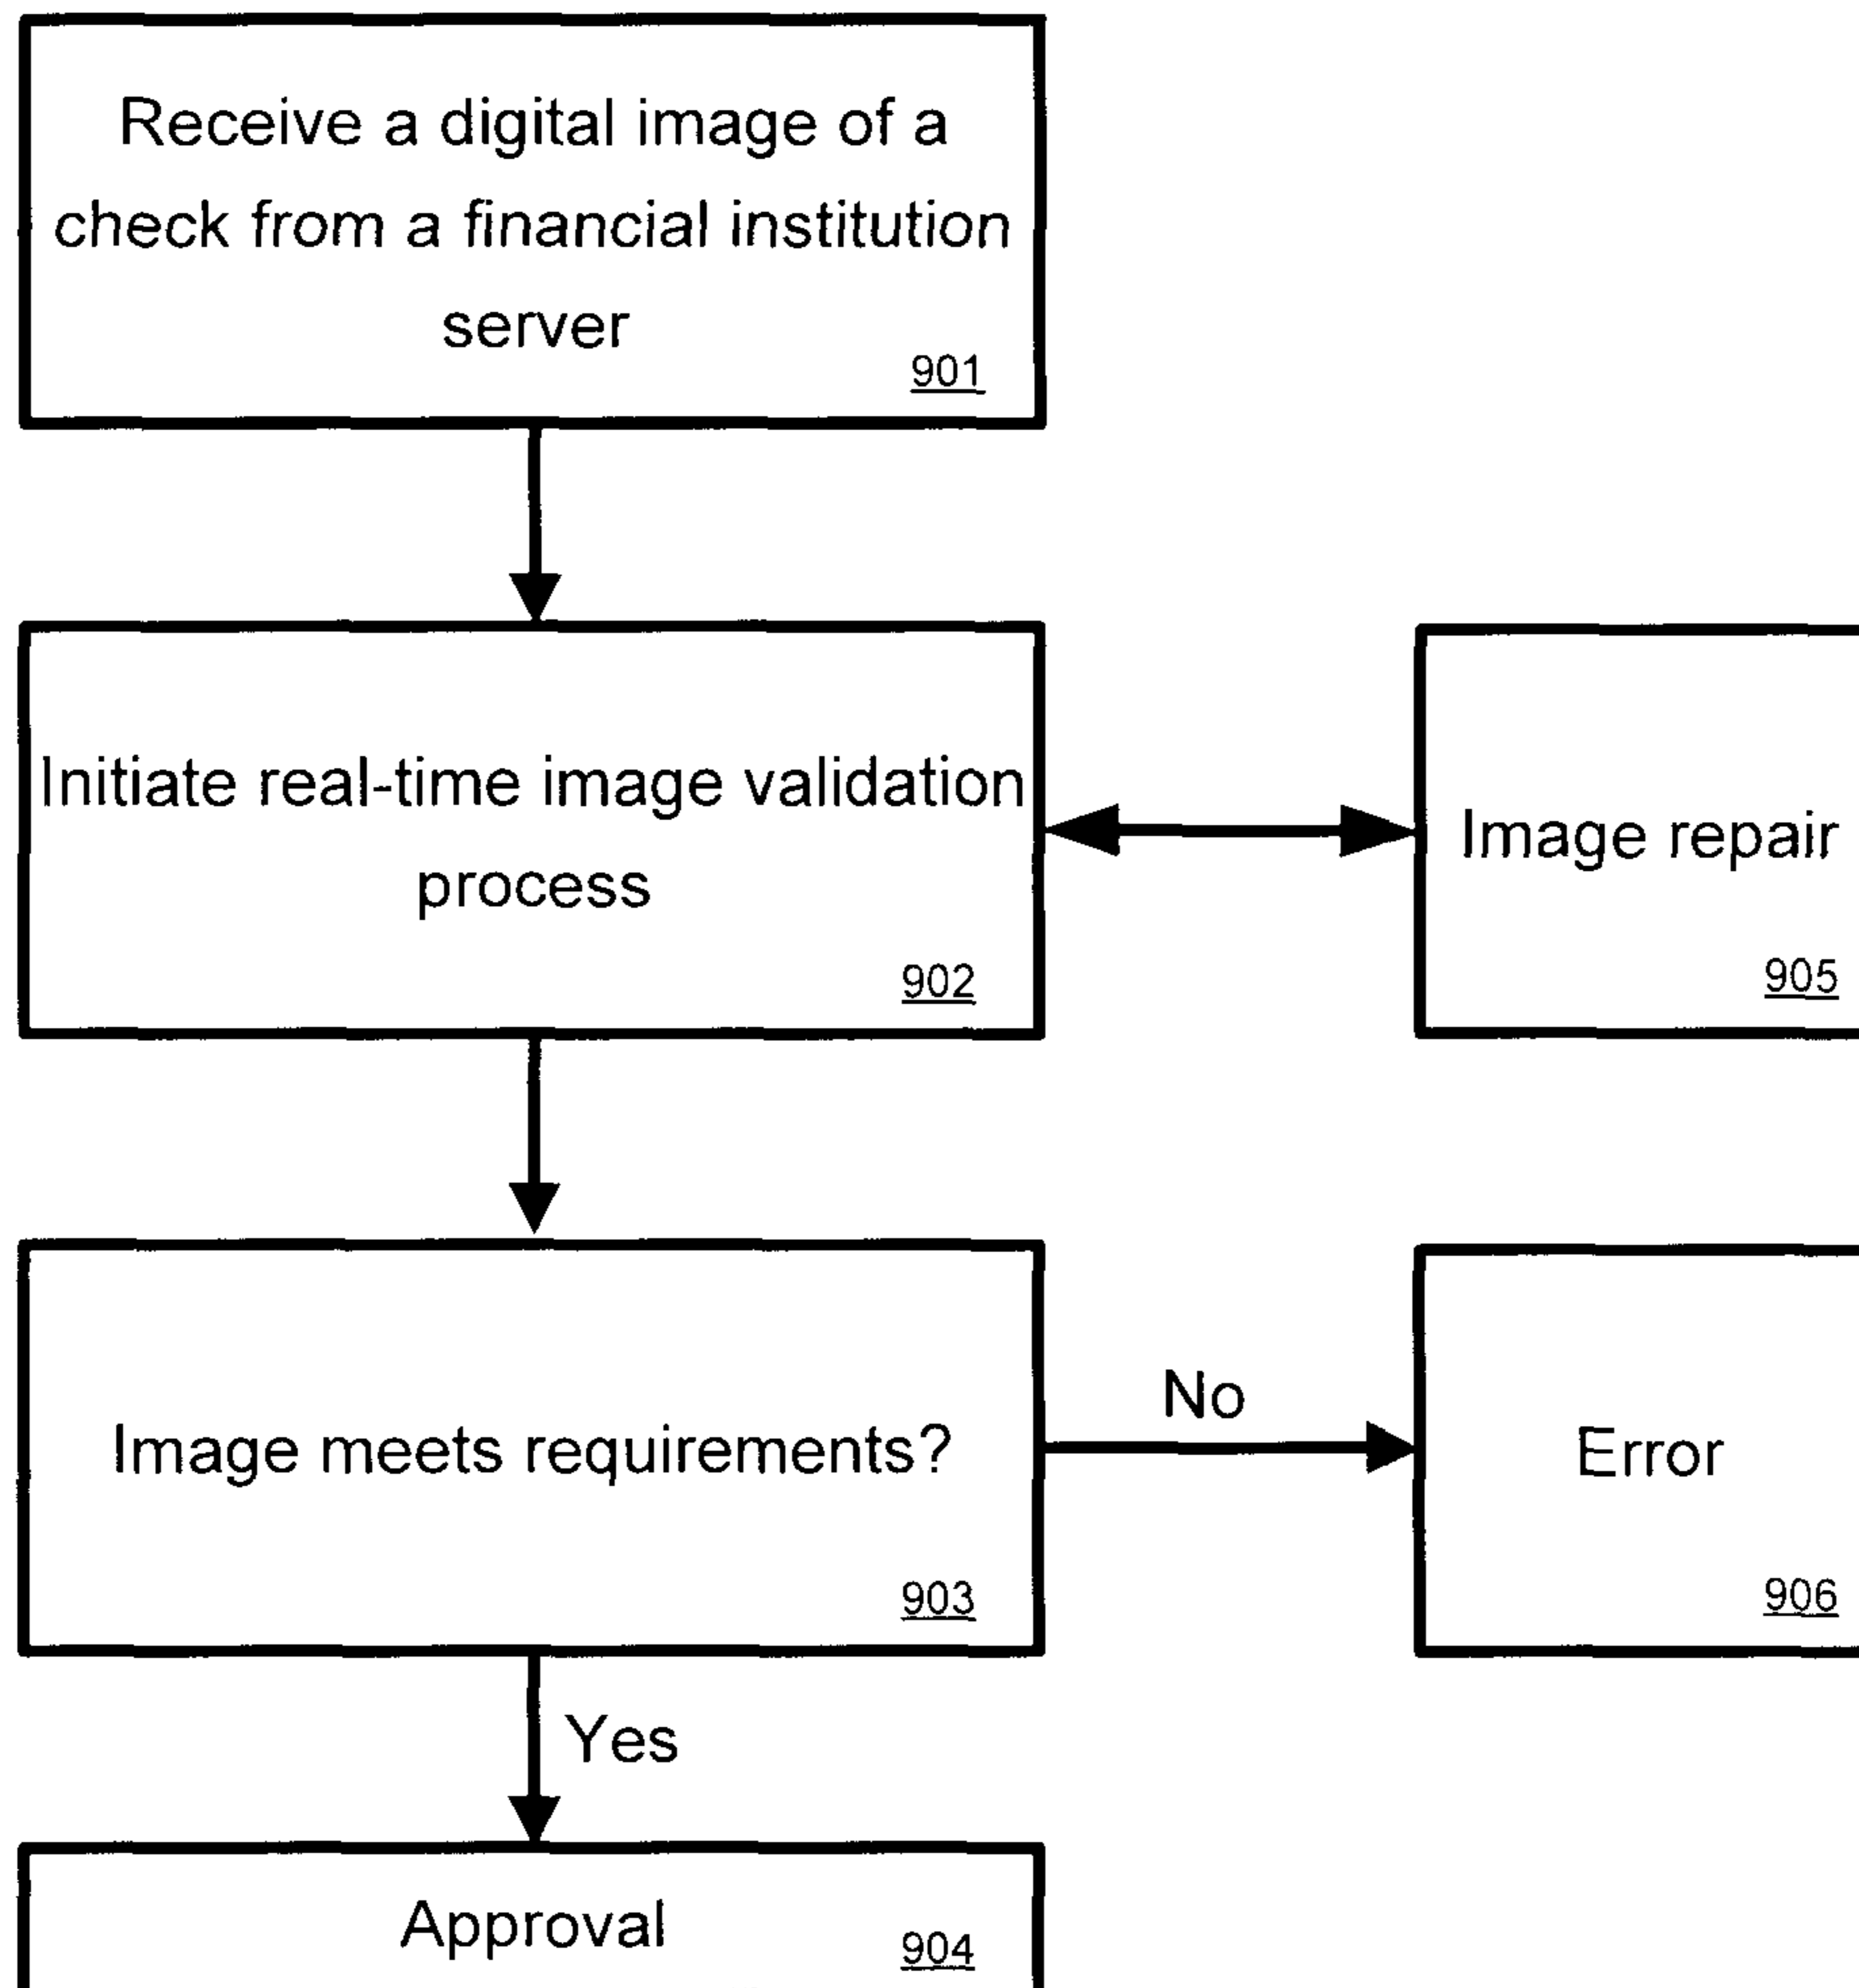 Receive a digital image of a
check from a financial institution
server
901
Initiate real-time image validation
process
902
Image repair
905
Image meets requirements?
903
No
Error
906
Yes
Approval
904